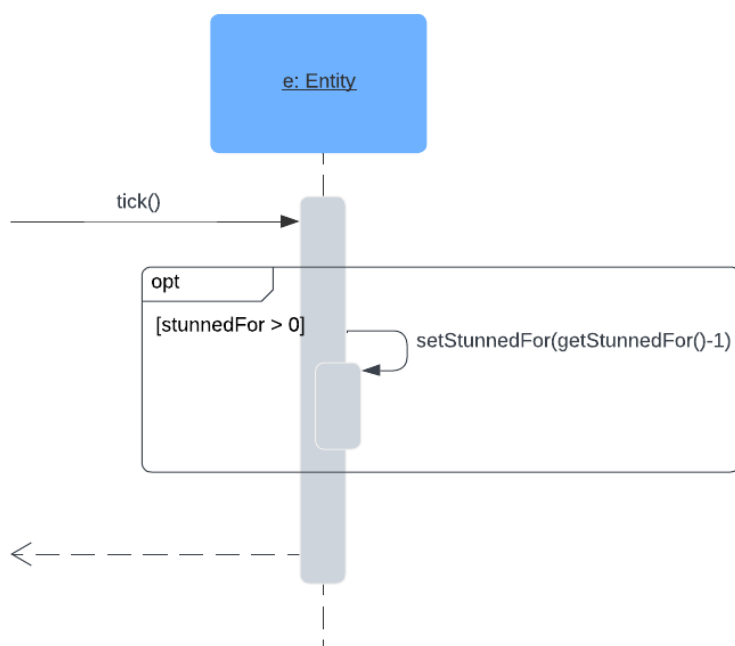 e: Entity
tick()
opt
[stunnedFor > 0]
setStunnedFor(getStunnedFor()-1)